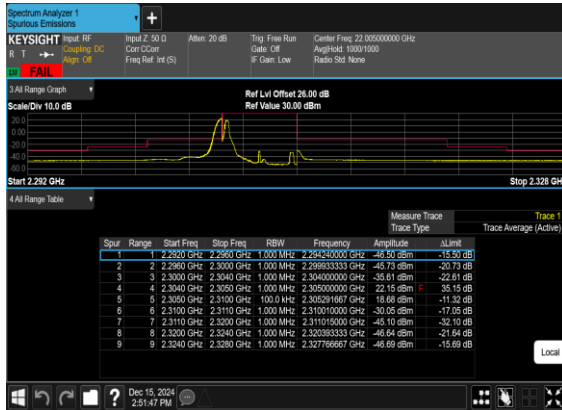 Spectrum Analyzer 1
Spurious Emissions
+
KEYSIGHT Input: RF Input Z: 50 Ω Atten: 20 dB Trig: Free Run Center Freq: 22.005000000 GHz
R T Coupling: DC Corr CCorr Gate: Off Avg|Hold: 1000/1000
Align: Off Freq Ref: Int (S) IF Gain: Low Radio Std: None
FAIL
3 All Range Graph Ref Lvl Offset 26.00 dB
Scale/Div 10.0 dB Ref Value 30.00 dBm
20.0
0.00
-20.0
-40.0
-60.0
Start 2.292 GHz Stop 2.328 GH
4 All Range Table
Measure Trace Trace 1
Trace Type Trace Average (Active)
Spur Range Start Freq Stop Freq RBW Frequency Amplitude ΔLimit
1 1 2.2920 GHz 2.2960 GHz 1.000 MHz 2.294240000 GHz -46.50 dBm -15.50 dB
2 2 2.2960 GHz 2.3000 GHz 1.000 MHz 2.299933333 GHz -45.73 dBm -20.73 dB
3 3 2.3000 GHz 2.3040 GHz 1.000 MHz 2.304000000 GHz -35.61 dBm -22.61 dB
4 4 2.3040 GHz 2.3050 GHz 1.000 MHz 2.305000000 GHz 22.15 dBm F 35.15 dB
5 5 2.3050 GHz 2.3100 GHz 100.0 kHz 2.305291667 GHz 18.68 dBm -11.32 dB
6 6 2.3100 GHz 2.3110 GHz 1.000 MHz 2.310010000 GHz -30.05 dBm -17.05 dB
7 7 2.3110 GHz 2.3200 GHz 1.000 MHz 2.311015000 GHz -45.10 dBm -32.10 dB
8 8 2.3200 GHz 2.3240 GHz 1.000 MHz 2.320393333 GHz -46.64 dBm -21.64 dB
9 9 2.3240 GHz 2.3280 GHz 1.000 MHz 2.327766667 GHz -46.69 dBm -15.69 dB
Local
? Dec 15, 2024
2:51:47 PM